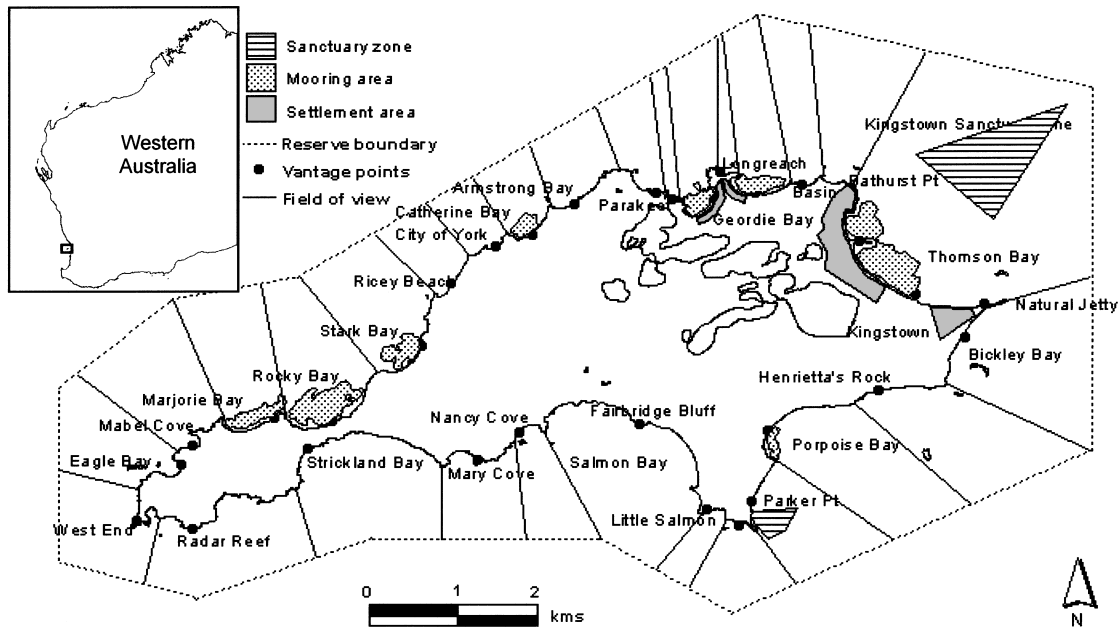 Western
Australia
Sanctuary zone
Mooring area
Settlement area
Reserve boundary
Vantage points
Field of view
Kingstown Sanctu ne
Longreach
Bathurst Pt
Basin
Armstrong Bay
Parakee
Geordie Bay
Catherine Bay
City of York
Thomson Bay
Ricey Beach
Natural Jetty
Stark Bay
Kingstown
Bickley Bay
Rocky Bay
Henrietta's Rock
Marjorie Bay
Nancy Cove
Fairbridge Bluff
Mabel Cove
Porpoise Bay
Eagle Bay
Strickland Bay
Salmon Bay
Mary Cove
Parker Pt
West End
Little Salmon
Radar Reef
0 1 2
kms
N